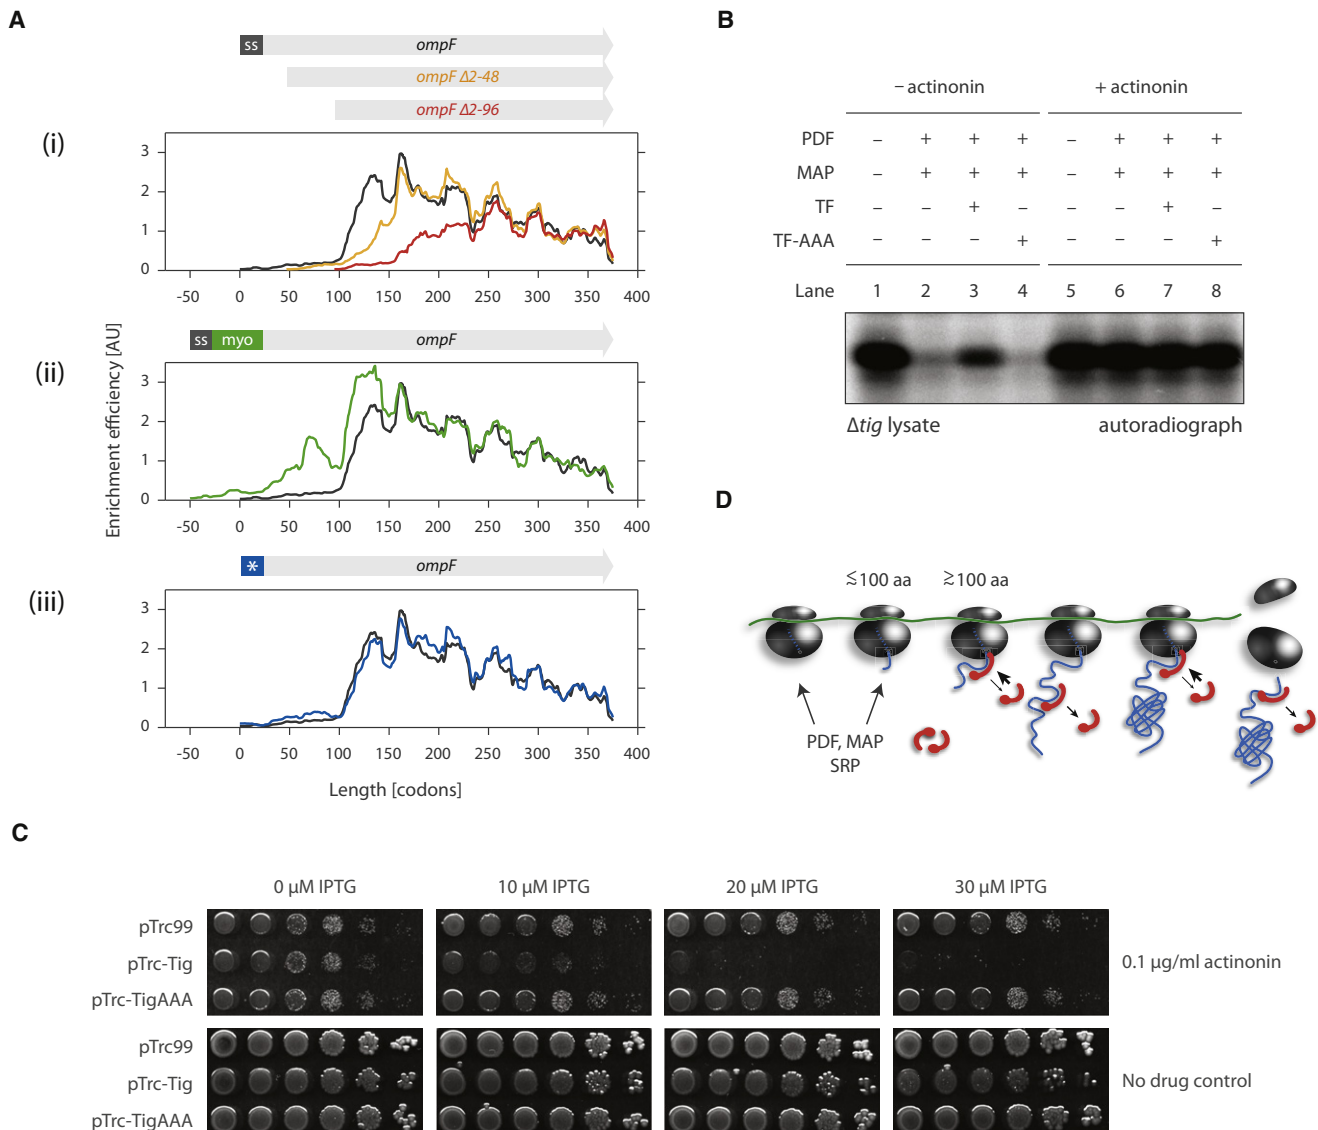 A
ss ompF
ompF Δ2-48
ompF Δ2-96
(i)
3
2
1
0
-50 0 50 100 150 200 250 300 350 400
ss myo ompF
(ii)
3
2
1
0
-50 0 50 100 150 200 250 300 350 400
* ompF
(iii)
3
2
1
0
-50 0 50 100 150 200 250 300 350 400
Enrichment efficiency [AU]
Length [codons]
B
– actinonin + actinonin
PDF – + + + – + + +
MAP – + + + – + + +
TF – – + – – – + –
TF-AAA – – – + – – – +
Lane 1 2 3 4 5 6 7 8
Δtig lysate autoradiograph
D
≲100 aa ≳100 aa
PDF, MAP
SRP
C
0 µM IPTG 10 µM IPTG 20 µM IPTG 30 µM IPTG
pTrc99
pTrc-Tig
pTrc-TigAAA
0.1 µg/ml actinonin
pTrc99
pTrc-Tig
pTrc-TigAAA
No drug control